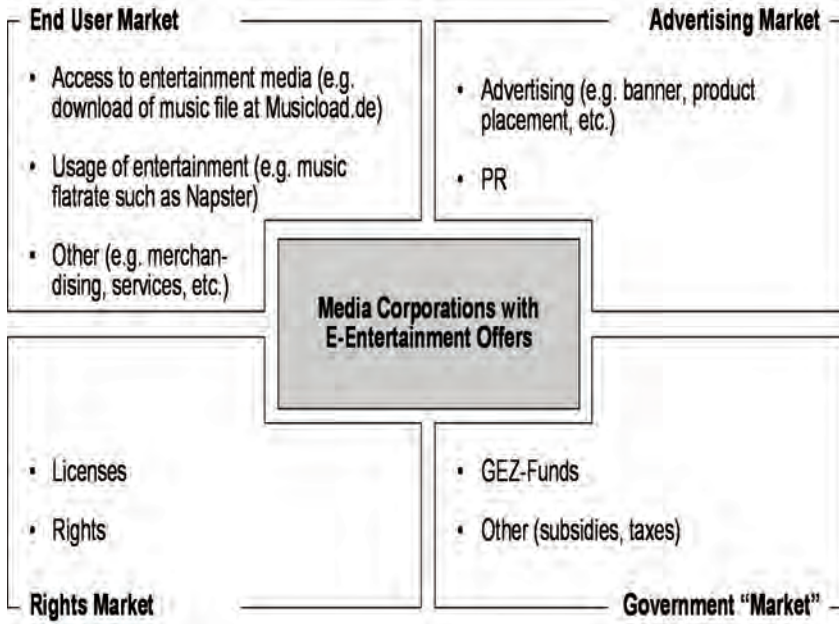 End User Market
• Access to entertainment media (e.g.
download of music file at Musicload.de)
• Usage of entertainment (e.g. music
flatrate such as Napster)
• Other (e.g. merchan-
dising, services, etc.)
Advertising Market
• Advertising (e.g. banner, product
placement, etc.)
• PR
Media Corporations with
E-Entertainment Offers
• Licenses
• Rights
Rights Market
• GEZ-Funds
• Other (subsidies, taxes)
Government “Market”